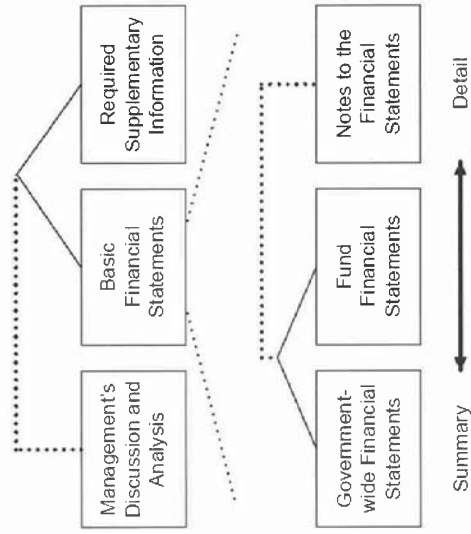 Management's
Discussion and
Analysis
Basic
Financial
Statements
Required
Supplementary
Information
Government-
wide Financial
Statements
Fund
Financial
Statements
Notes to the
Financial
Statements
Summary
Detail